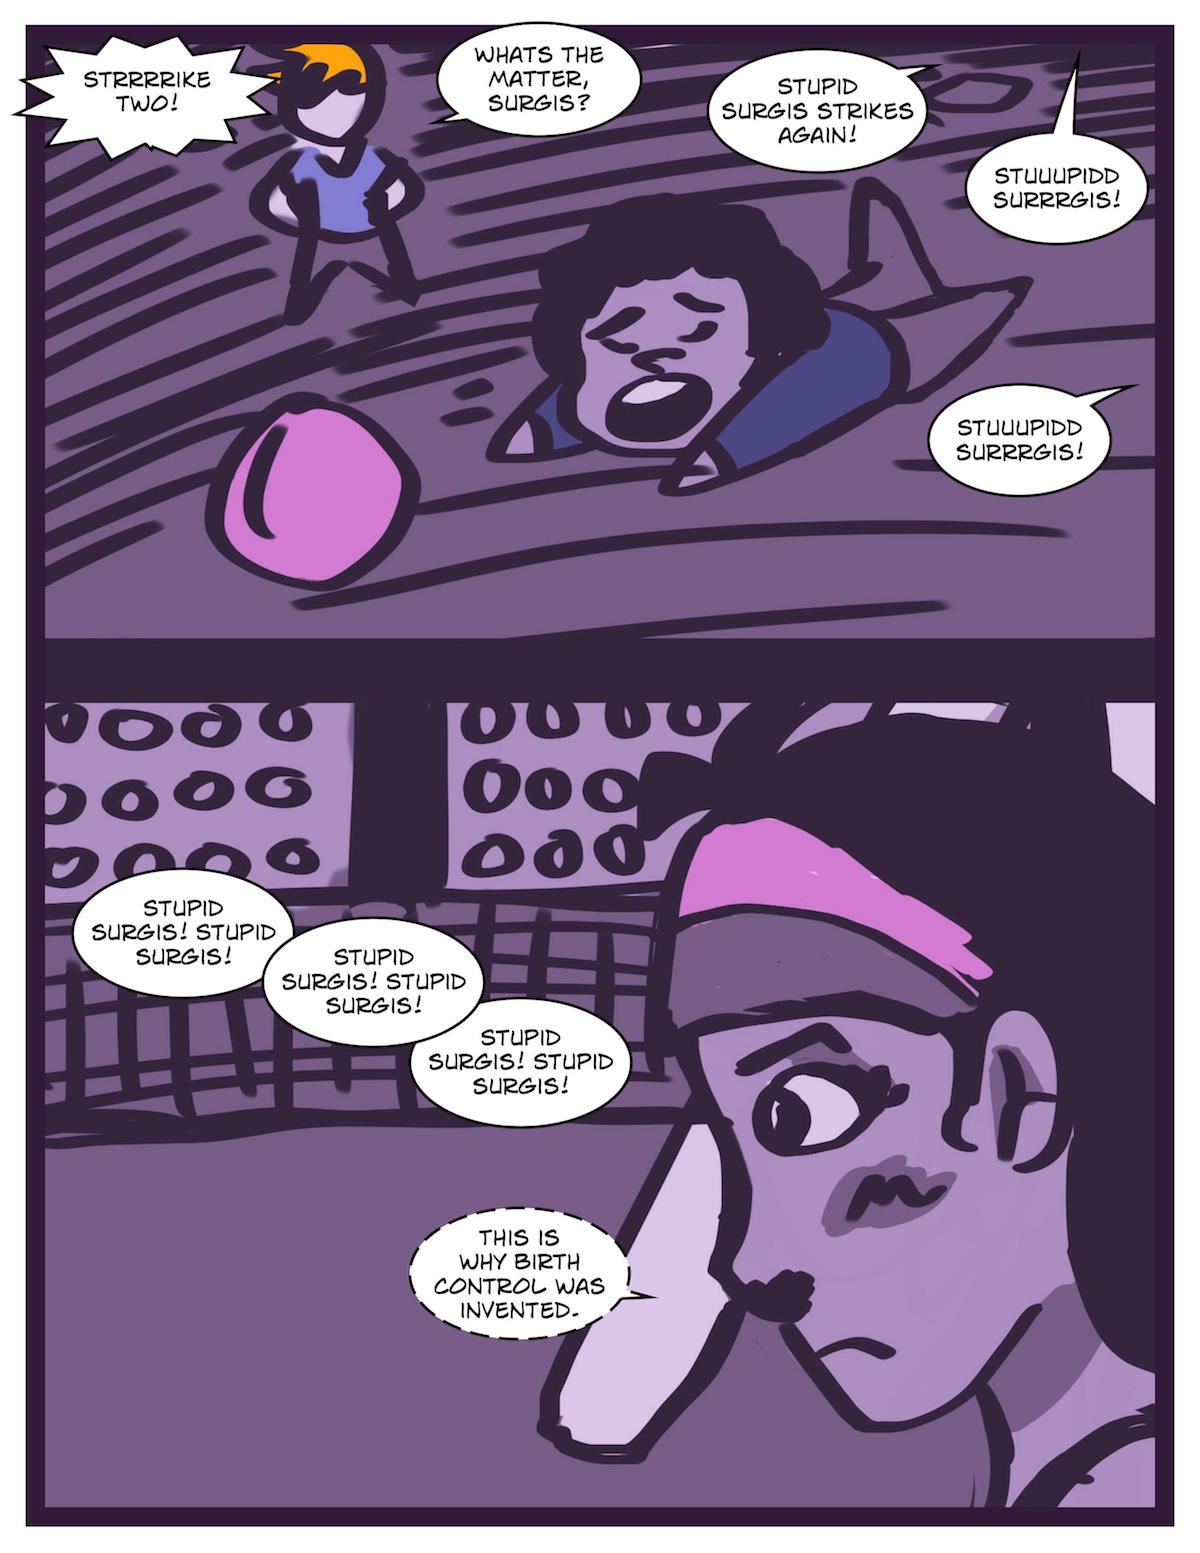 STRRRRIKE
TWO!
WHATS THE
MATTER,
SURGIS?
STUPID
SURGIS STRIKES
AGAIN!
STUUUPIDD
SURRRGIS!
STUUUPIDD
SURRRGIS!
STUPID
SURGIS! STUPID
SURGIS!
STUPID
SURGIS! STUPID
SURGIS!
STUPID
SURGIS! STUPID
SURGIS!
THIS IS
WHY BIRTH
CONTROL WAS
INVENTED.